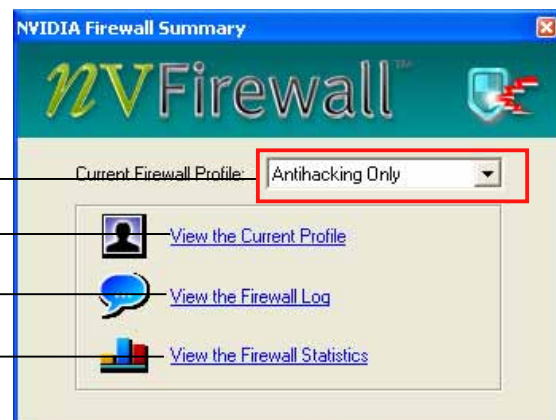 NVIDIA Firewall Summary
nVFirewall™
Current Firewall Profile: Antihacking Only
View the Current Profile
View the Firewall Log
View the Firewall Statistics